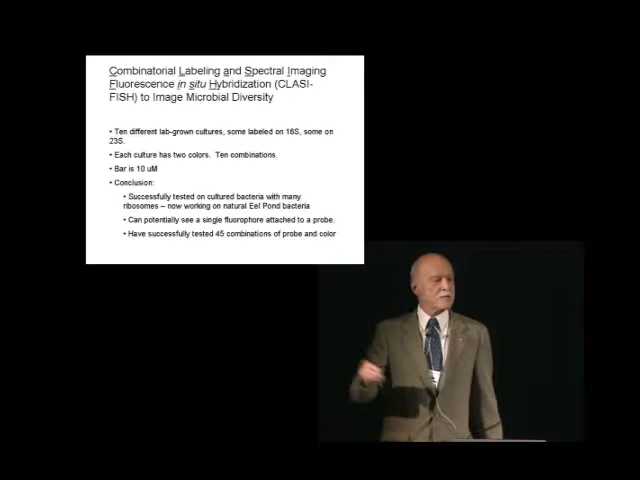 Combinatorial Labeling and Spectral Imaging
Fluorescence in situ Hybridization (CLASI-
FISH) to Image Microbial Diversity
• Ten different lab-grown cultures, some labeled on 16S, some on
23S.
• Each culture has two colors. Ten combinations.
• Bar is 10 uM
• Conclusion:
• Successfully tested on cultured bacteria with many
ribosomes – now working on natural Eel Pond bacteria
• Can potentially see a single fluorophore attached to a probe.
• Have successfully tested 45 combinations of probe and color